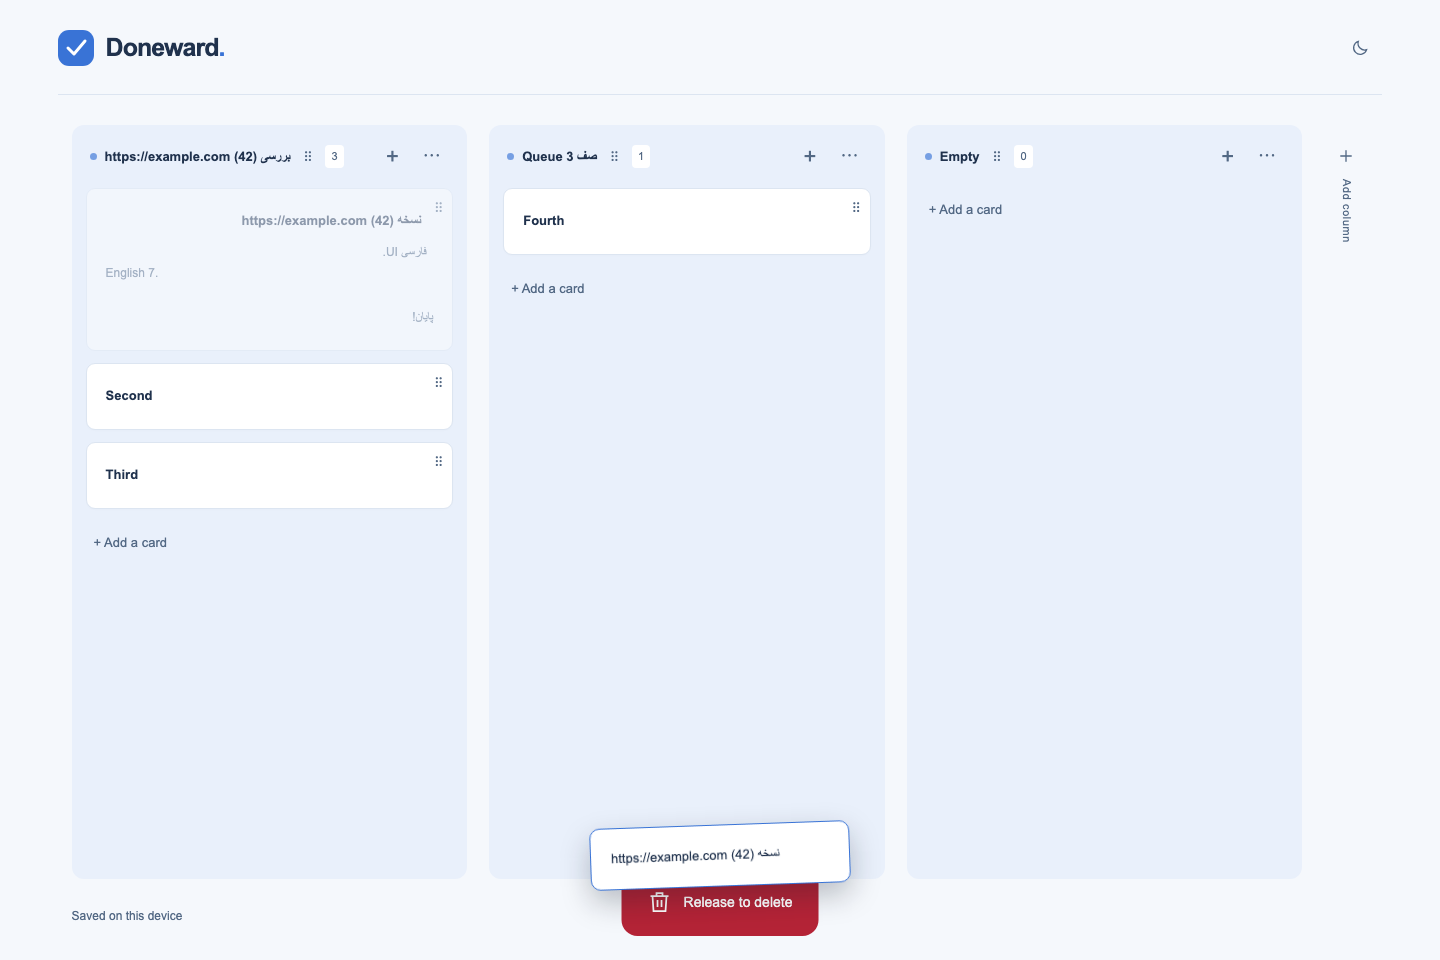 Doneward.
بررسی (42) https://example.com
3
+
...
Queue 3 صف
1
+
...
Empty
0
+
...
+
Add column
نسخه (42) https://example.com
فارسی UI.
English 7.
پایان!
Second
Third
+ Add a card
Fourth
+ Add a card
+ Add a card
نسخه (42) https://example.com
Release to delete
Saved on this device